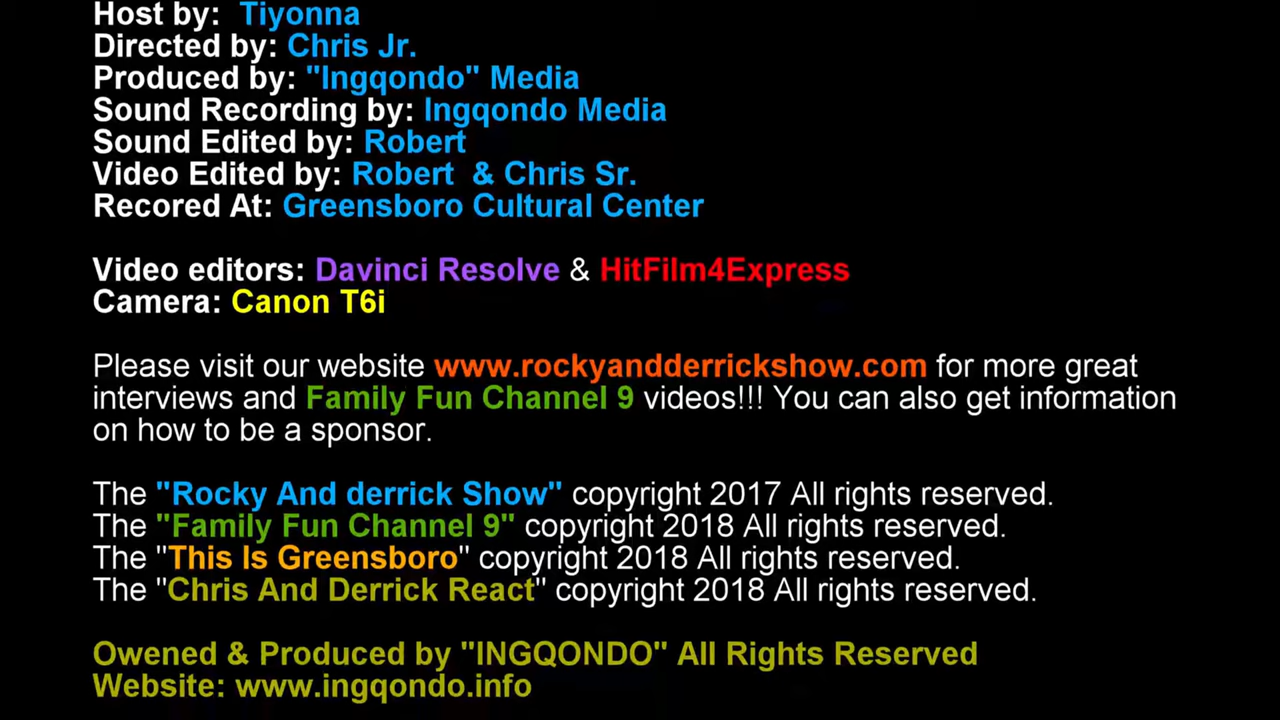 Host by:  Tiyonna
Directed by: Chris Jr.
Produced by: "Ingqondo" Media
Sound Recording by: Ingqondo Media
Sound Edited by: Robert
Video Edited by: Robert  & Chris Sr.
Recored At: Greensboro Cultural Center
Video editors: Davinci Resolve & HitFilm4Express
Camera: Canon T6i
Please visit our website www.rockyandderrickshow.com for more great
interviews and Family Fun Channel 9 videos!!! You can also get information
on how to be a sponsor.
The "Rocky And derrick Show" copyright 2017 All rights reserved.
The "Family Fun Channel 9" copyright 2018 All rights reserved.
The "This Is Greensboro" copyright 2018 All rights reserved.
The "Chris And Derrick React" copyright 2018 All rights reserved.
Owened & Produced by "INGQONDO" All Rights Reserved
Website: www.ingqondo.info